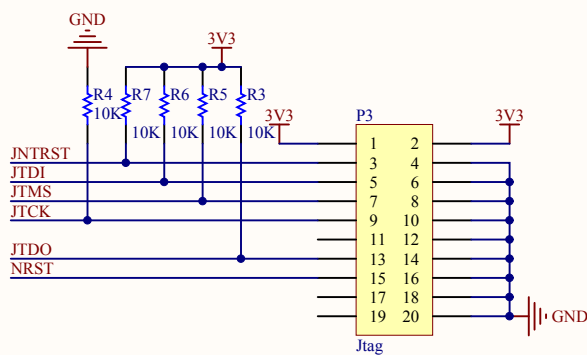 GND
3V3
R4 R7 R6 R5 R3
10K 10K 10K 10K 10K
3V3 P3 3V3
1 2
JNTRST 3 4
JTDI 5 6
JTMS 7 8
JTCK 9 10
11 12
JTDO 13 14
NRST 15 16
17 18
19 20 GND
Jtag